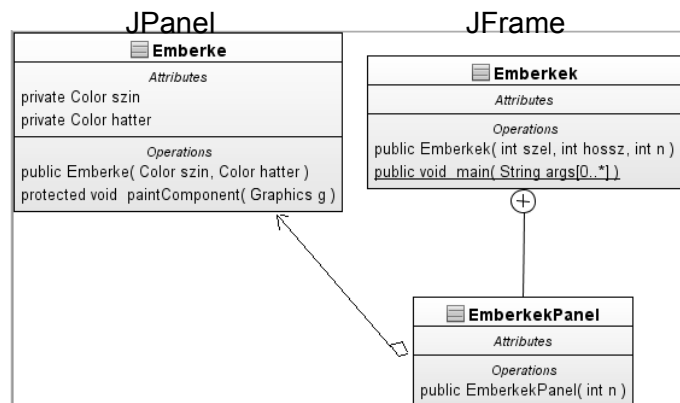 JPanel
Emberke
Attributes
private Color szin
private Color hatter
Operations
public Emberke( Color szin, Color hatter )
protected void paintComponent( Graphics g )
JFrame
Emberkek
Attributes
Operations
public Emberkek( int szel, int hossz, int n )
public void main( String args[0..*] )
EmberkekPanel
Attributes
Operations
public EmberkekPanel( int n )